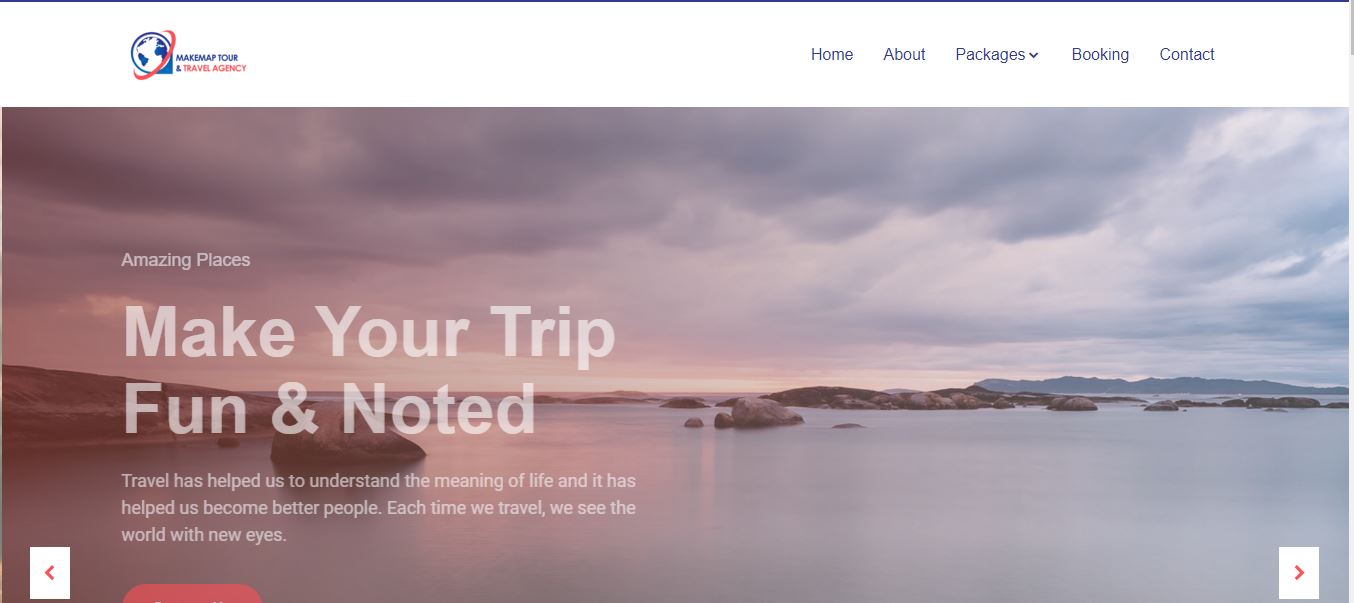 MAKEMAP TOUR
& TRAVEL AGENCY
Home About Packages Booking Contact
Amazing Places
Make Your Trip
Fun & Noted
Travel has helped us to understand the meaning of life and it has
helped us become better people. Each time we travel, we see the
world with new eyes.